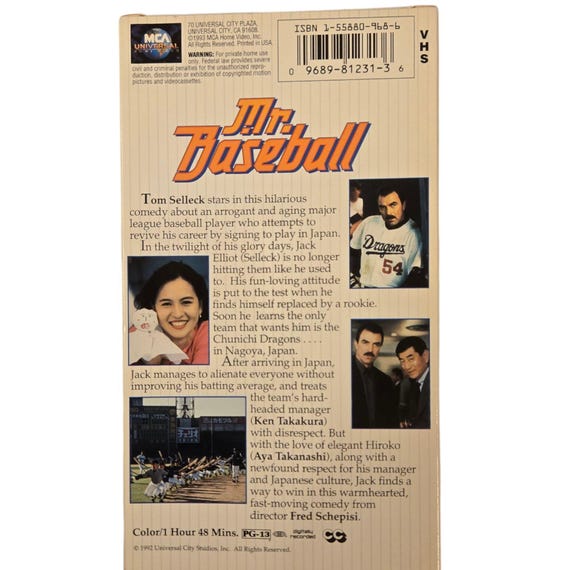 MCA
UNIVERSAL
70 UNIVERSAL CITY PLAZA,
UNIVERSAL CITY, CA 91608.
©1993 MCA Home Video, Inc.
All Rights Reserved. Printed in USA.
WARNING: For private home use
only. Federal law provides severe
civil and criminal penalties for the unauthorized repro-
duction, distribution or exhibition of copyrighted motion
pictures and videocassettes.
ISBN 1-55880-968-6
0 9689-81231-3 6
VHS
Mr.
Baseball
Tom Selleck stars in this hilarious
comedy about an arrogant and aging major
league baseball player who attempts to
revive his career by signing to play in Japan.
In the twilight of his glory days, Jack
Elliot (Selleck) is no longer
hitting them like he used
to. His fun-loving attitude
is put to the test when he
finds himself replaced by a rookie.
Soon he learns the only
team that wants him is the
Chunichi Dragons . . . .
in Nagoya, Japan.
After arriving in Japan,
Jack manages to alienate everyone without
improving his batting average, and treats
the team's hard-
headed manager
(Ken Takakura)
with disrespect. But
with the love of elegant Hiroko
(Aya Takanashi), along with a
newfound respect for his manager
and Japanese culture, Jack finds a
way to win in this warmhearted,
fast-moving comedy from
director Fred Schepisi.
Dragons
54
Color/1 Hour 48 Mins. PG-13 digitally recorded CC
© 1992 Universal City Studios, Inc. All Rights Reserved.